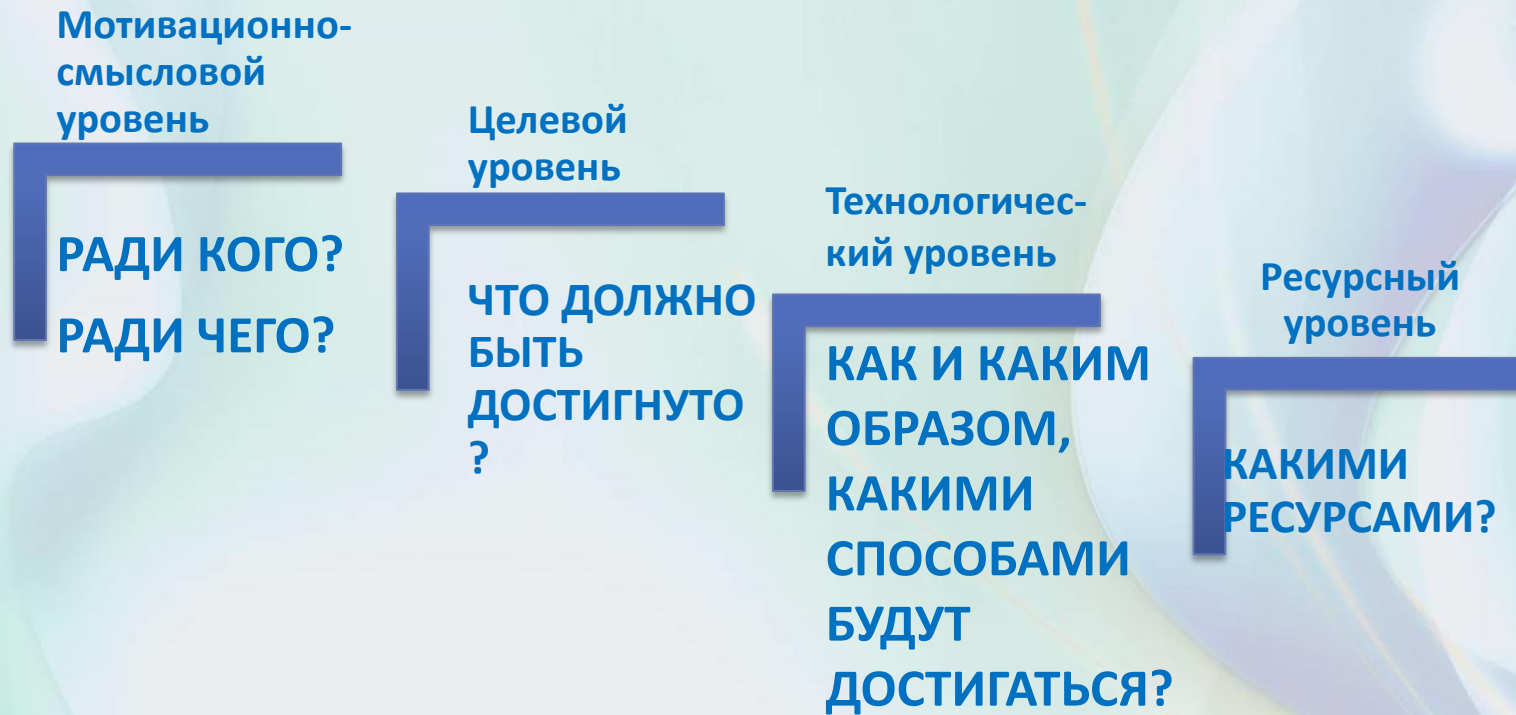 Мотивационно-
смысловой
уровень
РАДИ КОГО?
РАДИ ЧЕГО?
Целевой
уровень
ЧТО ДОЛЖНО
БЫТЬ
ДОСТИГНУТО
?
Технологичес-
кий уровень
КАК И КАКИМ
ОБРАЗОМ,
КАКИМИ
СПОСОБАМИ
БУДУТ
ДОСТИГАТЬСЯ?
Ресурсный
уровень
КАКИМИ
РЕСУРСАМИ?